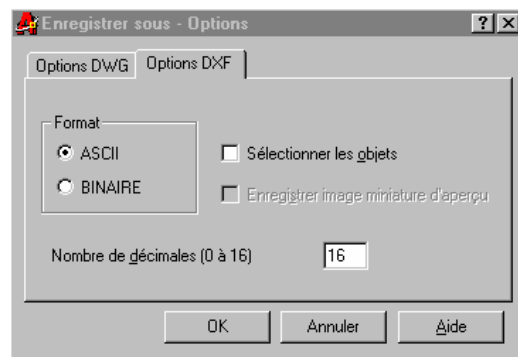 Enregistrer sous - Options
Options DWG Options DXF
Format
ASCII
BINAIRE
Sélectionner les objets
Enregistrer image miniature d'aperçu
Nombre de décimales (0 à 16) 16
OK Annuler Aide